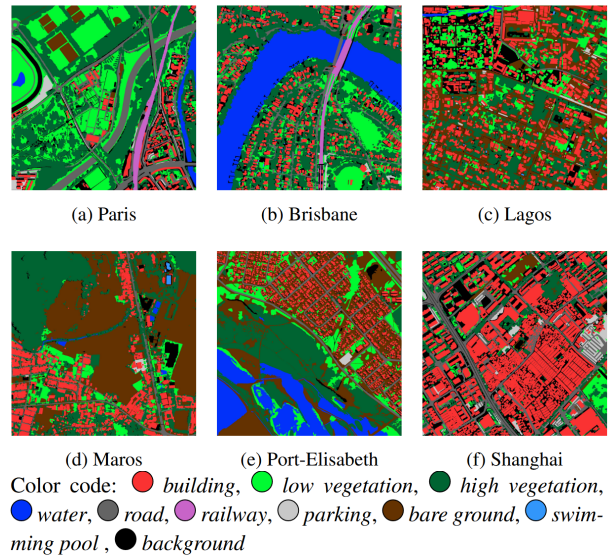 (a) Paris
(b) Brisbane
(c) Lagos
(d) Maros
(e) Port-Elisabeth
(f) Shanghai
Color code: building, low vegetation, high vegetation,
water, road, railway, parking, bare ground, swim-
ming pool , background